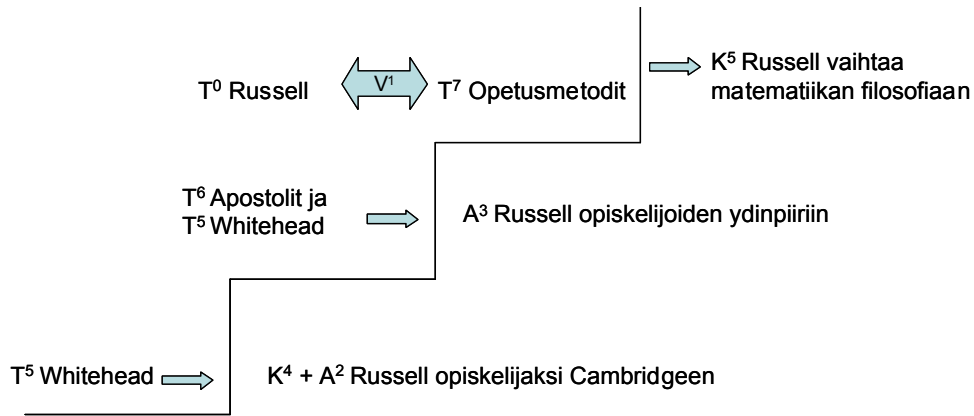 K⁵ Russell vaihtaa
matematiikan filosofiaan
T⁰ Russell
V¹
T⁷ Opetusmetodit
T⁶ Apostolit ja
T⁵ Whitehead
A³ Russell opiskelijoiden ydinpiiriin
T⁵ Whitehead
K⁴ + A² Russell opiskelijaksi Cambridgeen